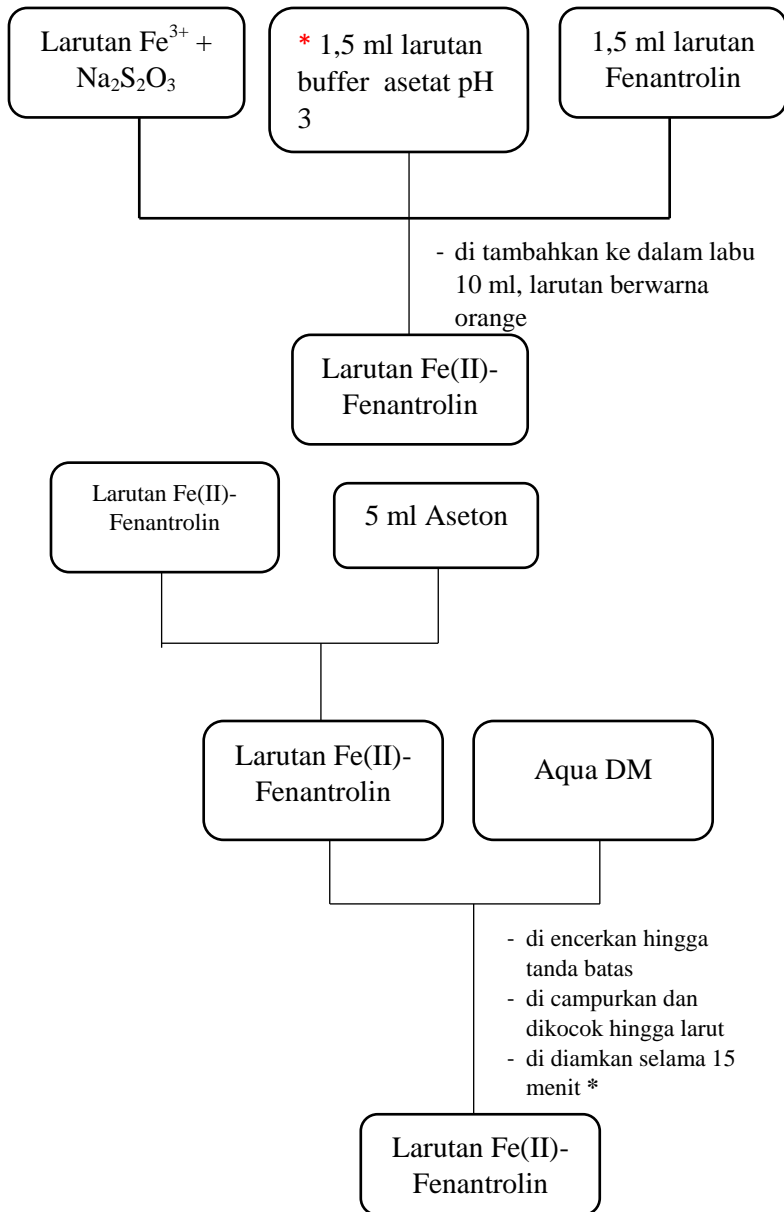 Larutan Fe³⁺ +
Na₂S₂O₃
* 1,5 ml larutan
buffer asetat pH
3
1,5 ml larutan
Fenantrolin
- di tambahkan ke dalam labu
10 ml, larutan berwarna
orange
Larutan Fe(II)-
Fenantrolin
Larutan Fe(II)-
Fenantrolin
5 ml Aseton
Larutan Fe(II)-
Fenantrolin
Aqua DM
- di encerkan hingga
tanda batas
- di campurkan dan
dikocok hingga larut
- di diamkan selama 15
menit *
Larutan Fe(II)-
Fenantrolin